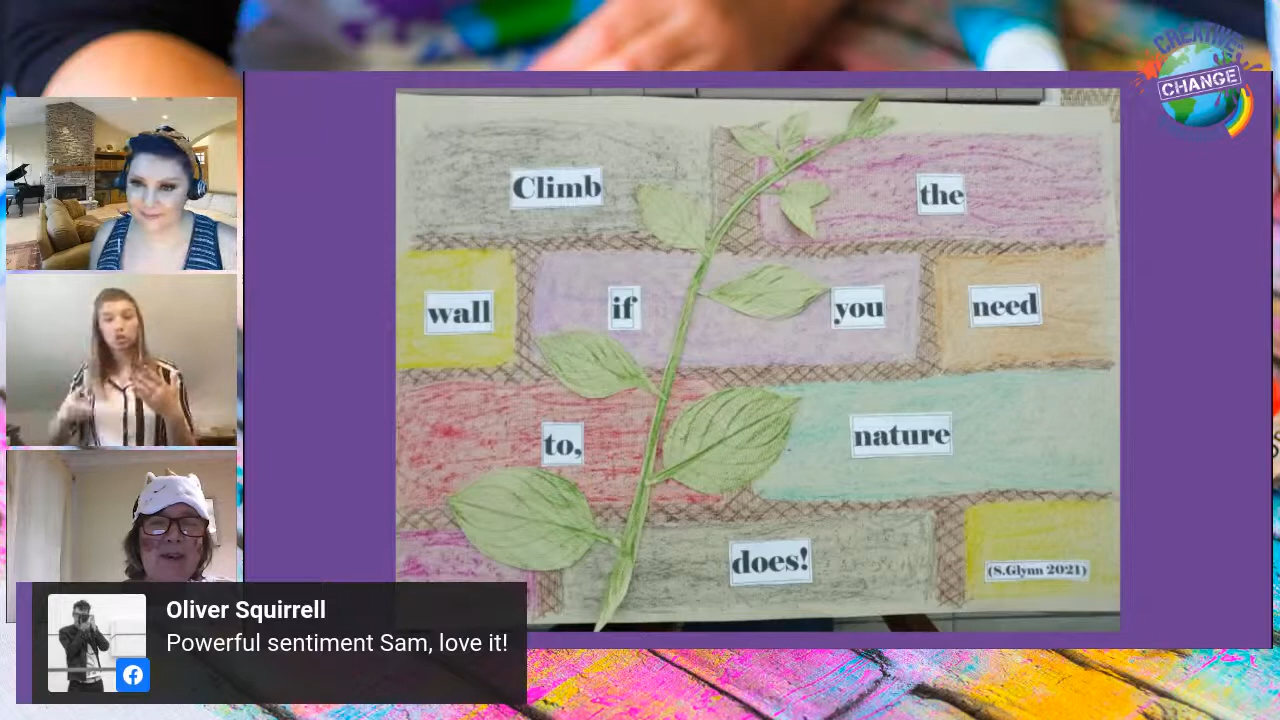 CREATIVE
CHANGE
Climb the
wall if you need
to, nature
does!
(S.Glynn 2021)
Oliver Squirrell
Powerful sentiment Sam, love it!